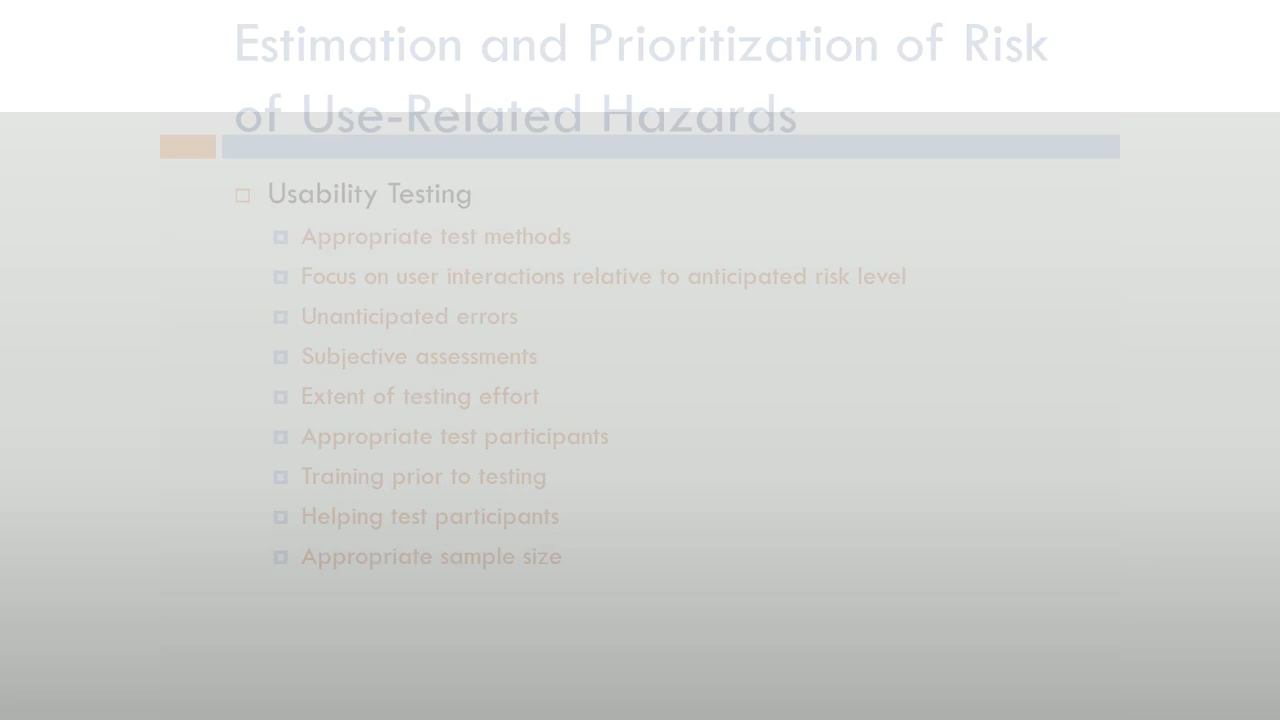 Estimation and Prioritization of Risk
of Use-Related Hazards
Usability Testing
Appropriate test methods
Focus on user interactions relative to anticipated risk level
Unanticipated errors
Subjective assessments
Extent of testing effort
Appropriate test participants
Training prior to testing
Helping test participants
Appropriate sample size